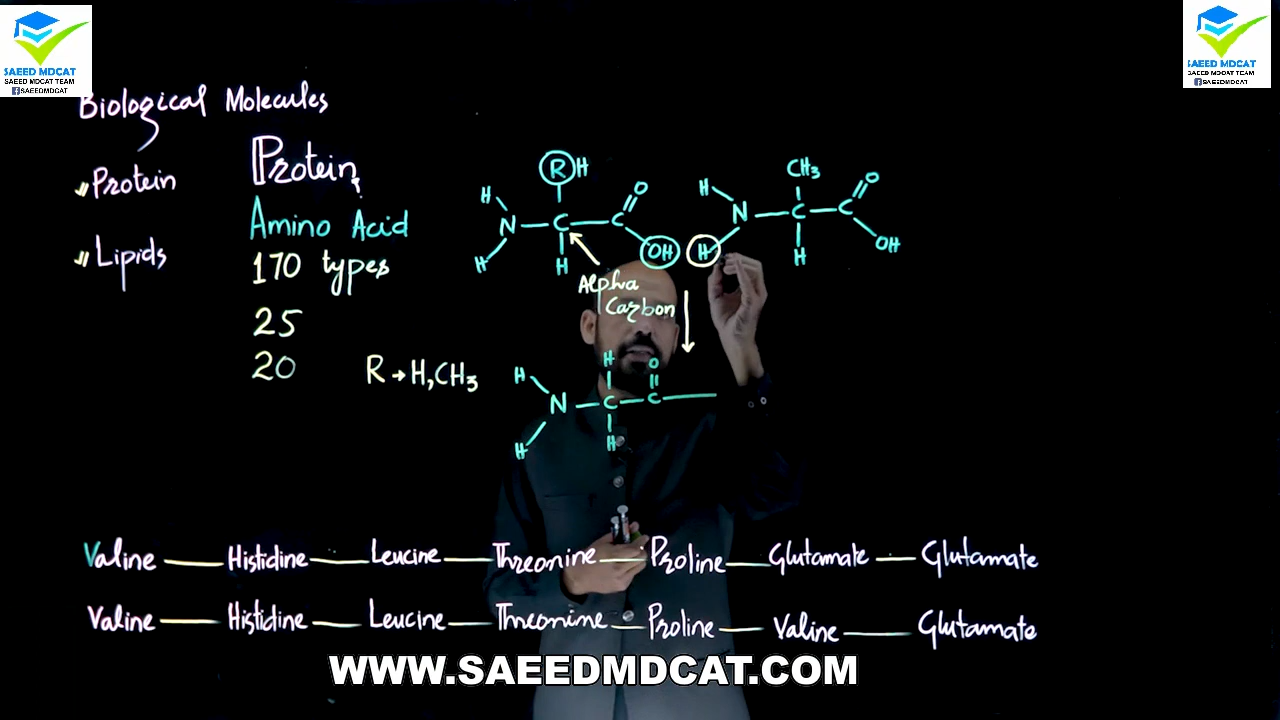 SAEED MDCAT
SAEED MDCAT TEAM
SAEEDMDCAT
SAEED MDCAT
SAEED MDCAT TEAM
SAEEDMDCAT
Biological Molecules
Protein
Lipids
Protein
Amino Acid
170 types
25
20
R → H, CH3
R H
H
N — C — C
O
OH
H
H
Alpha
Carbon
CH3
H
N — C — C
O
OH
H
H
H
H
O
N — C — C
H
H
Valine — Histidine — Leucine — Threonine — Proline — Glutamate — Glutamate
Valine — Histidine — Leucine — Threonine — Proline — Valine — Glutamate
WWW.SAEEDMDCAT.COM